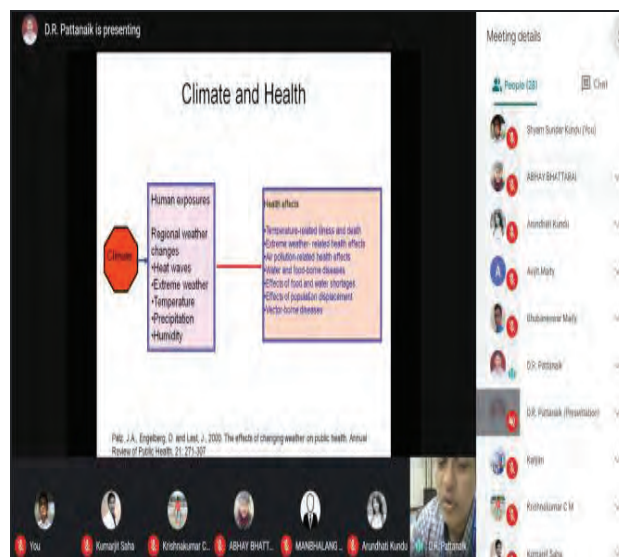 D.R. Pattanaik is presenting
Climate and Health
Climate
Human exposures
Regional weather
changes
•Heat waves
•Extreme weather
•Temperature
•Precipitation
•Humidity
Health effects
•Temperature-related illness and death
•Extreme weather- related health effects
•Air pollution-related health effects
•Water and food-borne diseases
•Effects of food and water shortages
•Effects of population displacement
•Vector-borne diseases
Patz, J.A., Engelberg, D. and Last, J., 2000. The effects of changing weather on public health. Annual
Review of Public Health, 21: 271-307
You
Kumarjit Saha
Krishnakumar C...
ABHAY BHATT...
MANBHALANG ...
Arundhati Kundu
D.R. Pattanaik
Meeting details
People (28)
Chat
Shyam Sundar Kundu (You)
ABHAY BHATTARAI
Arundhati Kundu
A
Avijit Maity
Bhubaneswar Maity
D.R. Pattanaik
D.R. Pattanaik (Presentation)
Kalyan
Krishnakumar C M
Kumarjit Saha